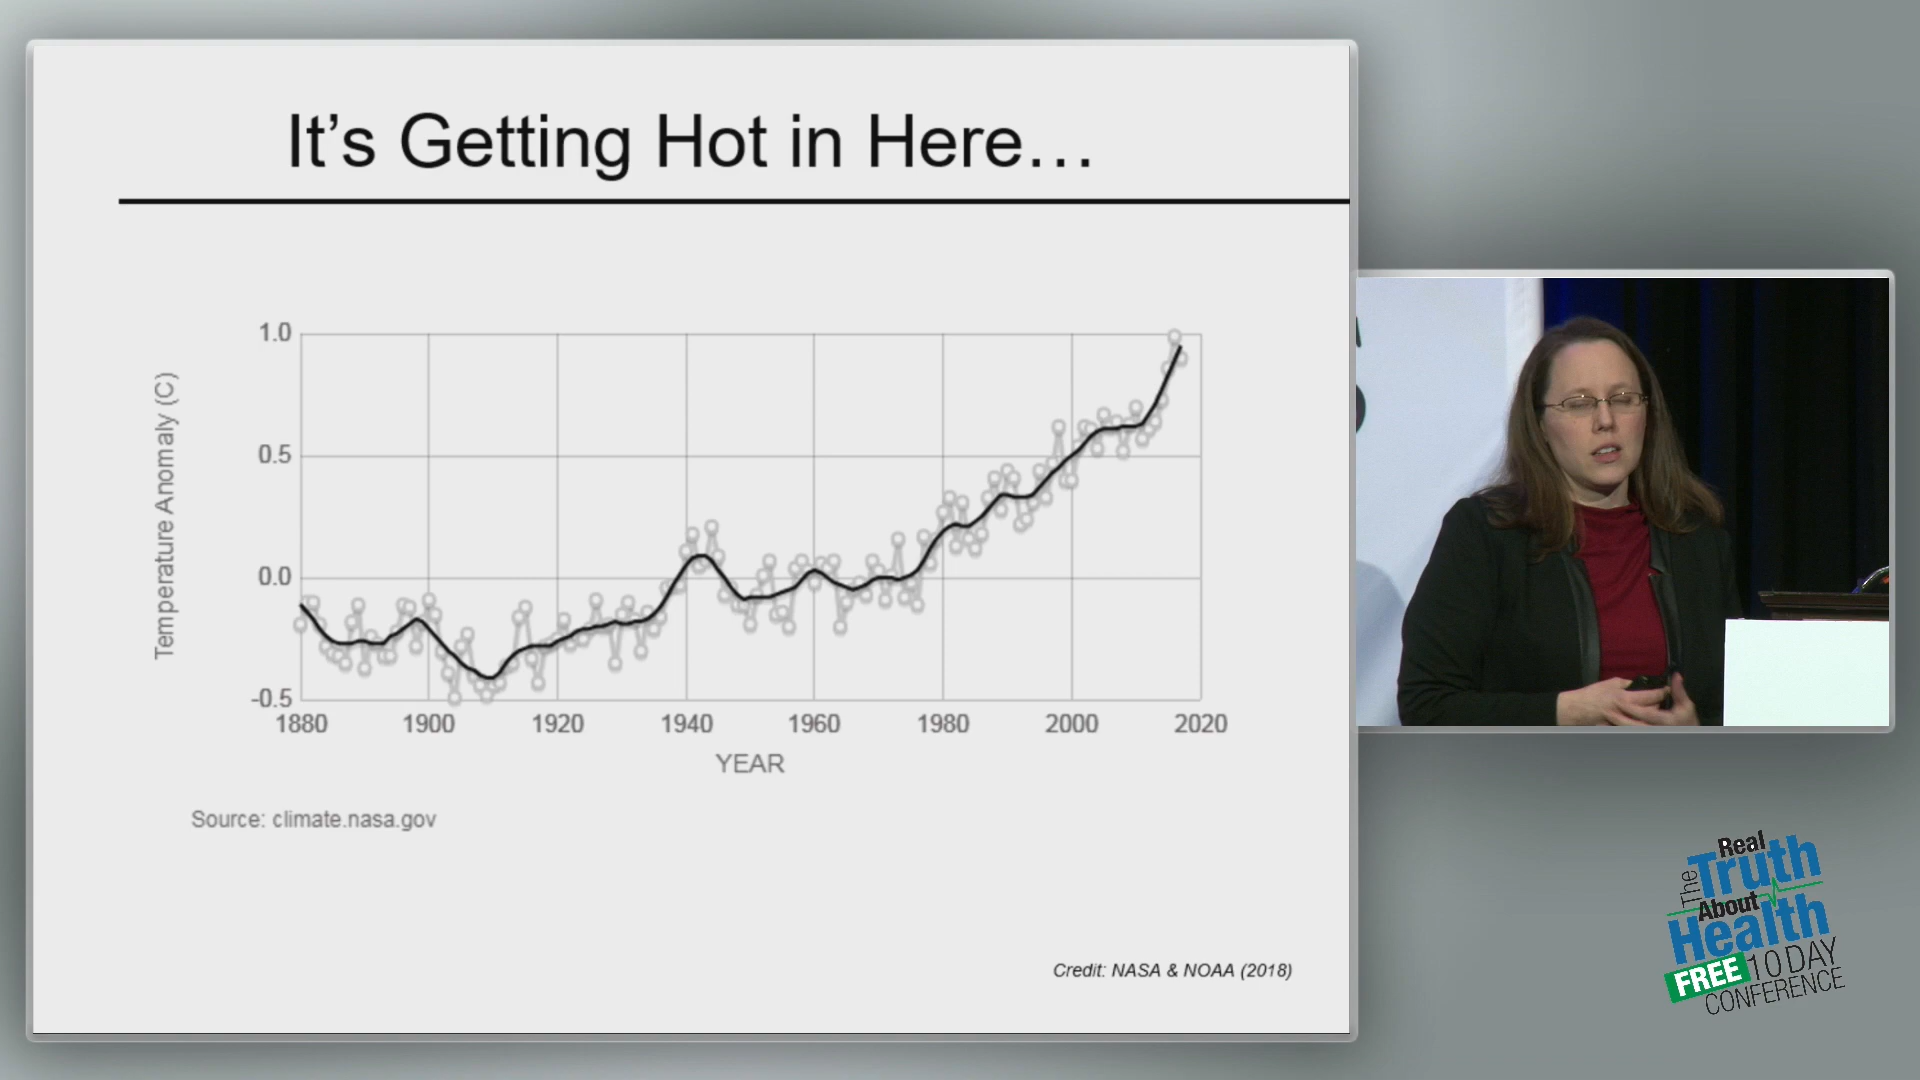 It's Getting Hot in Here…
1.0
0.5
0.0
-0.5
Temperature Anomaly (C)
1880 1900 1920 1940 1960 1980 2000 2020
YEAR
Source: climate.nasa.gov
Credit: NASA & NOAA (2018)
The Real
Truth
About
Health
FREE 10 DAY
CONFERENCE